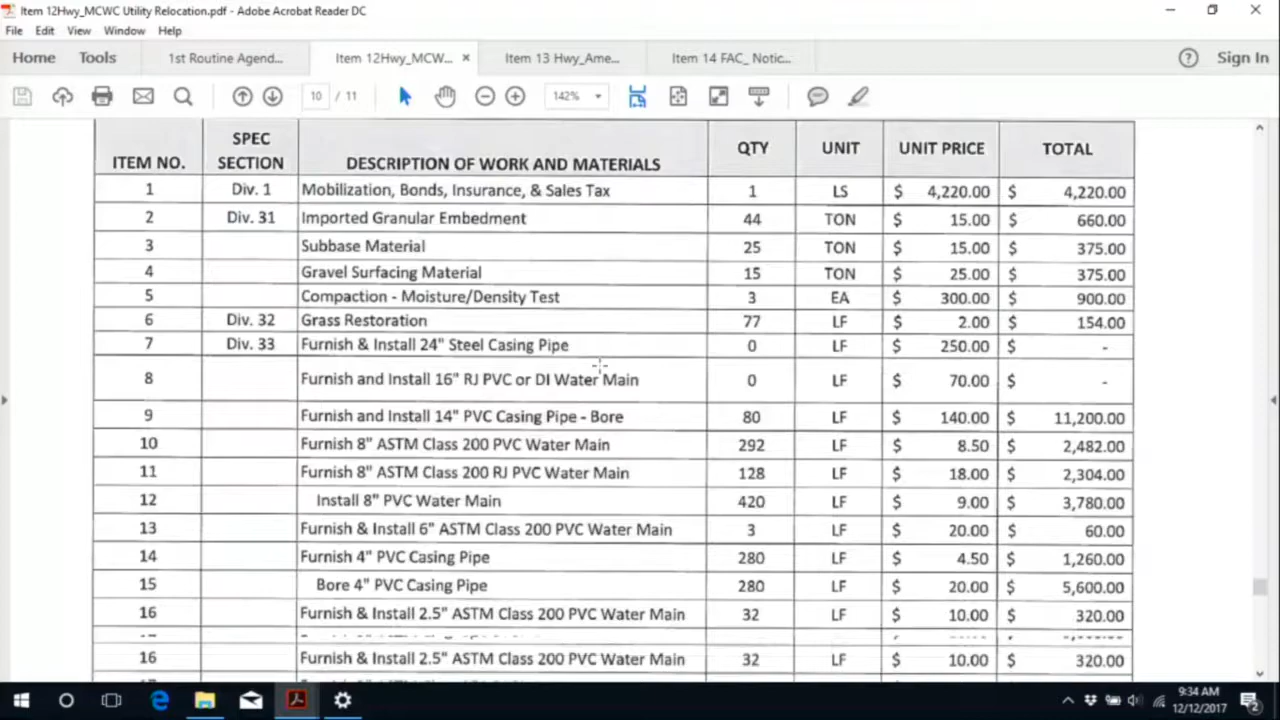 Item 12Hwy_MCWC Utility Relocation.pdf - Adobe Acrobat Reader DC
File Edit View Window Help
Home Tools 1st Routine Agend... Item 12Hwy_MCW... × Item 13 Hwy_Ame... Item 14 FAC_ Notic... Sign In
10 / 11 142%
ITEM NO. SPEC SECTION DESCRIPTION OF WORK AND MATERIALS QTY UNIT UNIT PRICE TOTAL
1 Div. 1 Mobilization, Bonds, Insurance, & Sales Tax 1 LS $ 4,220.00 $ 4,220.00
2 Div. 31 Imported Granular Embedment 44 TON $ 15.00 $ 660.00
3 Subbase Material 25 TON $ 15.00 $ 375.00
4 Gravel Surfacing Material 15 TON $ 25.00 $ 375.00
5 Compaction - Moisture/Density Test 3 EA $ 300.00 $ 900.00
6 Div. 32 Grass Restoration 77 LF $ 2.00 $ 154.00
7 Div. 33 Furnish & Install 24" Steel Casing Pipe 0 LF $ 250.00 $ -
8 Furnish and Install 16" RJ PVC or DI Water Main 0 LF $ 70.00 $ -
9 Furnish and Install 14" PVC Casing Pipe - Bore 80 LF $ 140.00 $ 11,200.00
10 Furnish 8" ASTM Class 200 PVC Water Main 292 LF $ 8.50 $ 2,482.00
11 Furnish 8" ASTM Class 200 RJ PVC Water Main 128 LF $ 18.00 $ 2,304.00
12 Install 8" PVC Water Main 420 LF $ 9.00 $ 3,780.00
13 Furnish & Install 6" ASTM Class 200 PVC Water Main 3 LF $ 20.00 $ 60.00
14 Furnish 4" PVC Casing Pipe 280 LF $ 4.50 $ 1,260.00
15 Bore 4" PVC Casing Pipe 280 LF $ 20.00 $ 5,600.00
16 Furnish & Install 2.5" ASTM Class 200 PVC Water Main 32 LF $ 10.00 $ 320.00
16 Furnish & Install 2.5" ASTM Class 200 PVC Water Main 32 LF $ 10.00 $ 320.00
9:34 AM
12/12/2017
2